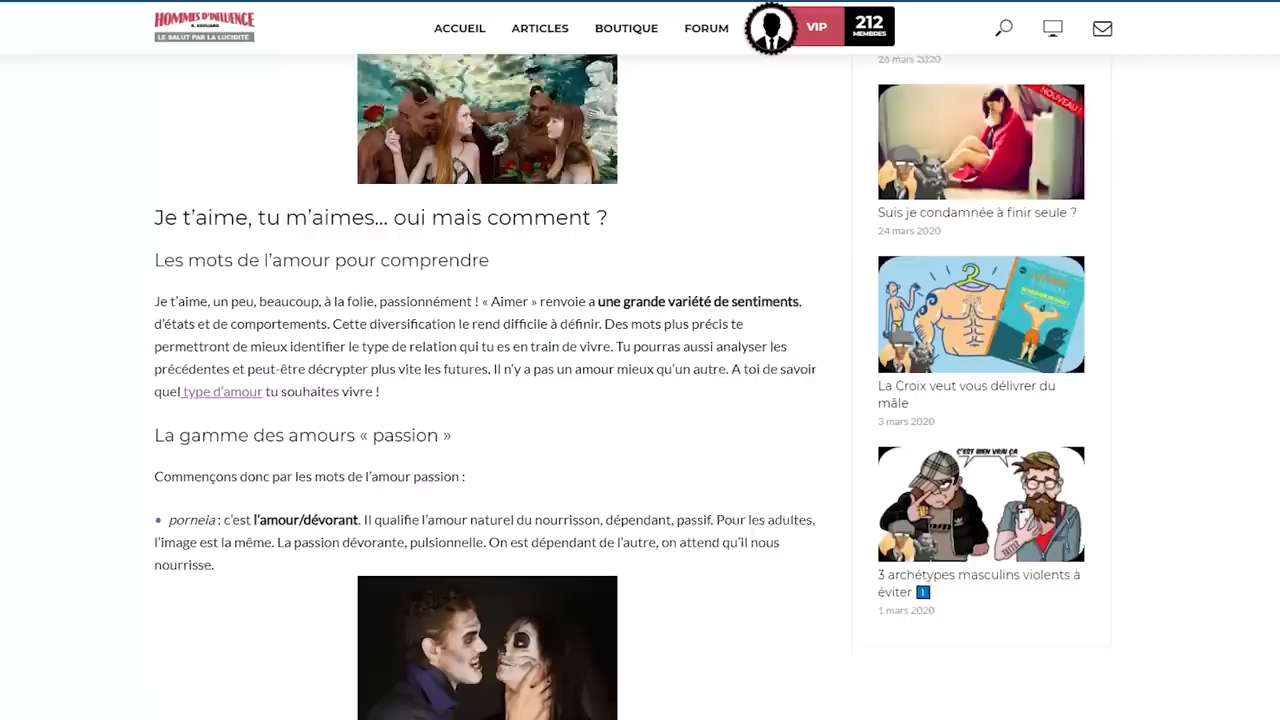 HOMMES D'INFLUENCE
A. EDOUARD
LE SALUT PAR LA LUCIDITÉ
ACCUEIL
ARTICLES
BOUTIQUE
FORUM
VIP
212
MEMBRES
Je t'aime, tu m'aimes… oui mais comment ?
Les mots de l'amour pour comprendre
Je t'aime, un peu, beaucoup, à la folie, passionnément ! « Aimer » renvoie a une grande variété de sentiments,
d'états et de comportements. Cette diversification le rend difficile à définir. Des mots plus précis te
permettront de mieux identifier le type de relation qui tu es en train de vivre. Tu pourras aussi analyser les
précédentes et peut-être décrypter plus vite les futures. Il n'y a pas un amour mieux qu'un autre. A toi de savoir
quel type d'amour tu souhaites vivre !
La gamme des amours « passion »
Commençons donc par les mots de l'amour passion :
• porneia : c'est l'amour/dévorant. Il qualifie l'amour naturel du nourrisson, dépendant, passif. Pour les adultes,
l'image est la même. La passion dévorante, pulsionnelle. On est dépendant de l'autre, on attend qu'il nous
nourrisse.
26 mars 2020
NOUVEAU !
Suis je condamnée à finir seule ?
24 mars 2020
La Croix veut vous délivrer du
mâle
3 mars 2020
C'EST BIEN VRAI ÇA
3 archétypes masculins violents à
éviter 1
1 mars 2020